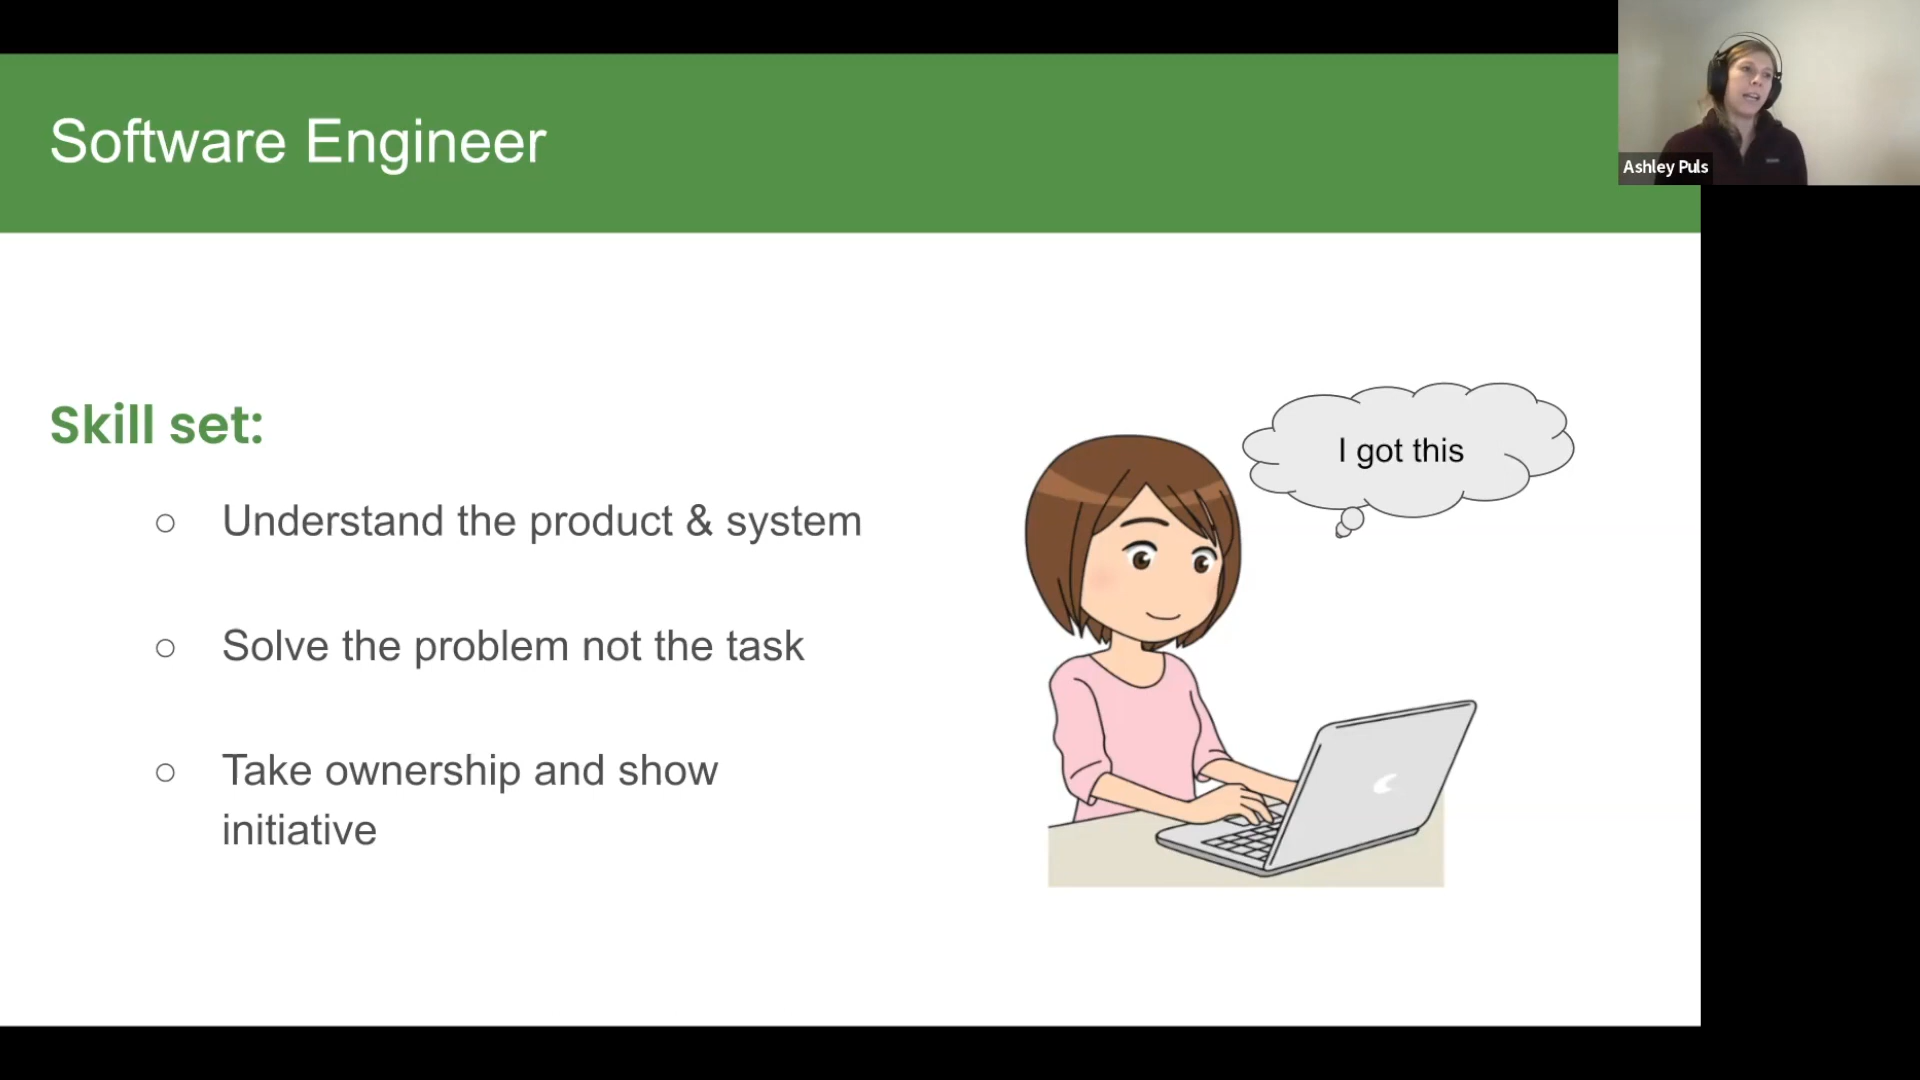 Software Engineer
Ashley Puls
Skill set:
I got this
○ Understand the product & system
○ Solve the problem not the task
○ Take ownership and show
initiative